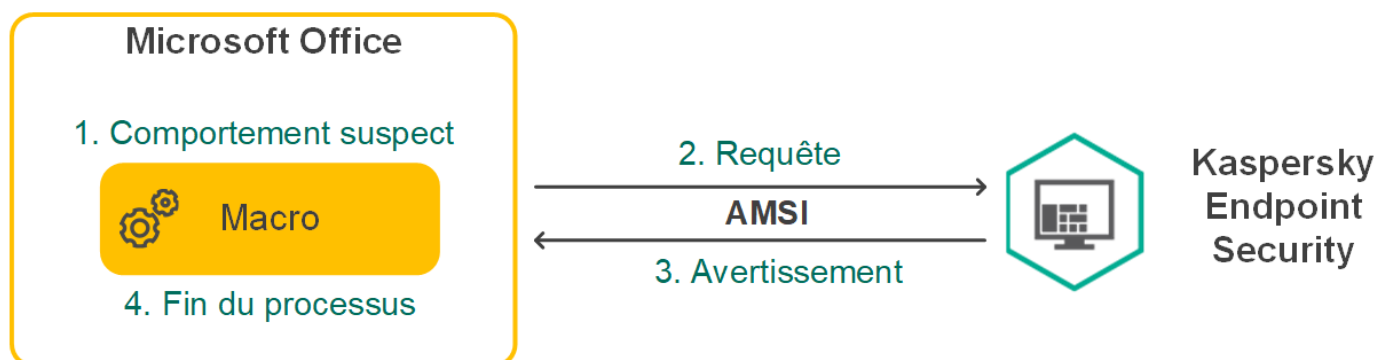 Microsoft Office
1. Comportement suspect
Macro
4. Fin du processus
2. Requête
AMSI
3. Avertissement
Kaspersky
Endpoint
Security